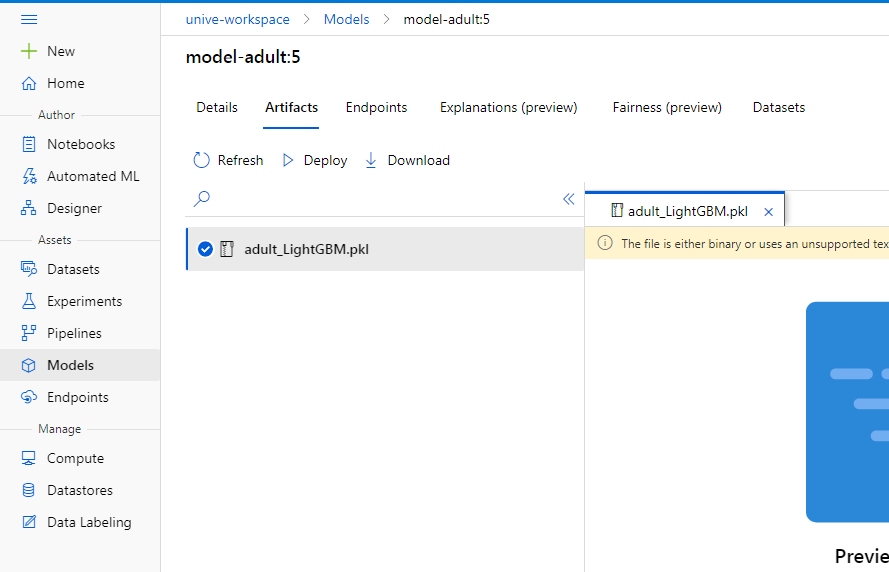 unive-workspace > Models > model-adult:5
New
Home
Author
Notebooks
Automated ML
Designer
Assets
Datasets
Experiments
Pipelines
Models
Endpoints
Manage
Compute
Datastores
Data Labeling
model-adult:5
Details Artifacts Endpoints Explanations (preview) Fairness (preview) Datasets
Refresh Deploy Download
adult_LightGBM.pkl
adult_LightGBM.pkl
The file is either binary or uses an unsupported tex
Previe